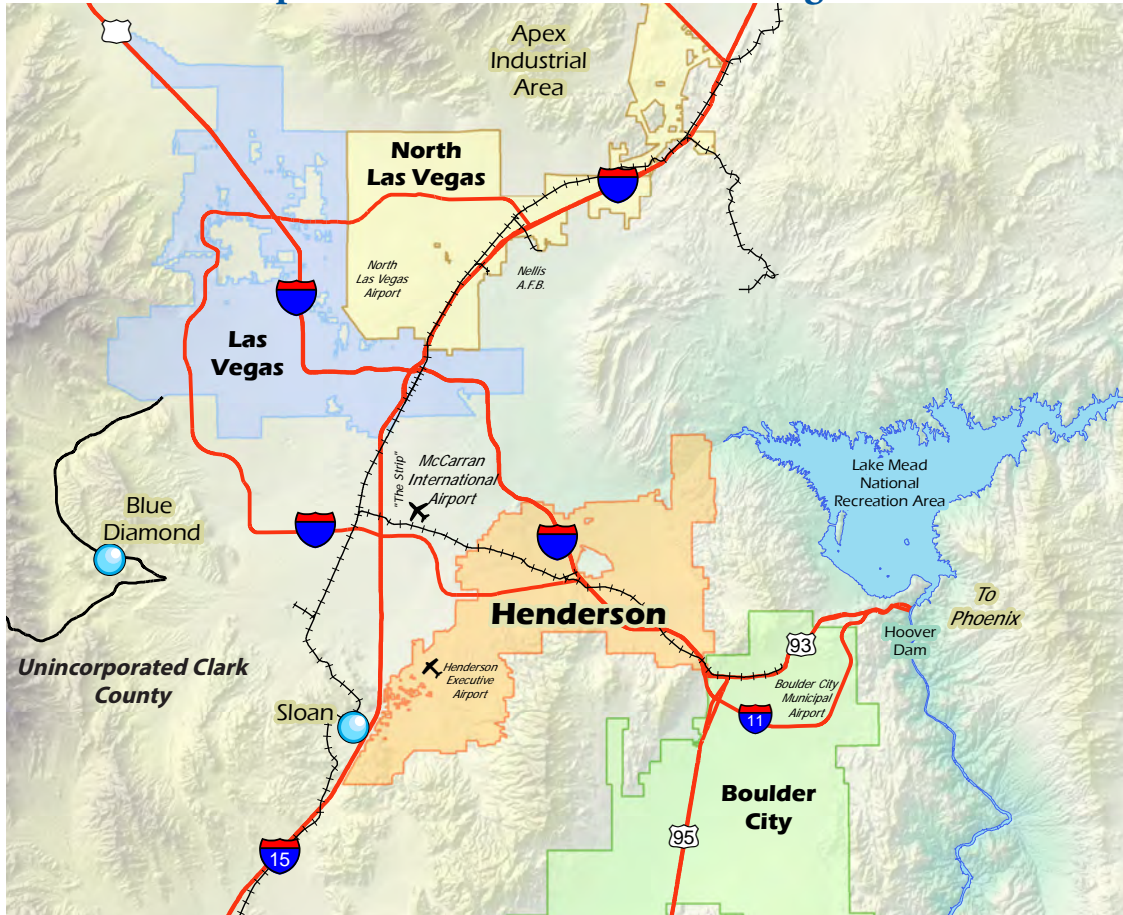 Apex
Industrial
Area
North
Las Vegas
North
Las Vegas
Airport
Nellis
A.F.B.
Las
Vegas
"The Strip"
McCarran
International
Airport
Lake Mead
National
Recreation Area
Blue
Diamond
To
Phoenix
Henderson
Hoover
Dam
93
Unincorporated Clark
County
Henderson
Executive
Airport
Boulder City
Municipal
Airport
Sloan
11
Boulder
City
95
15